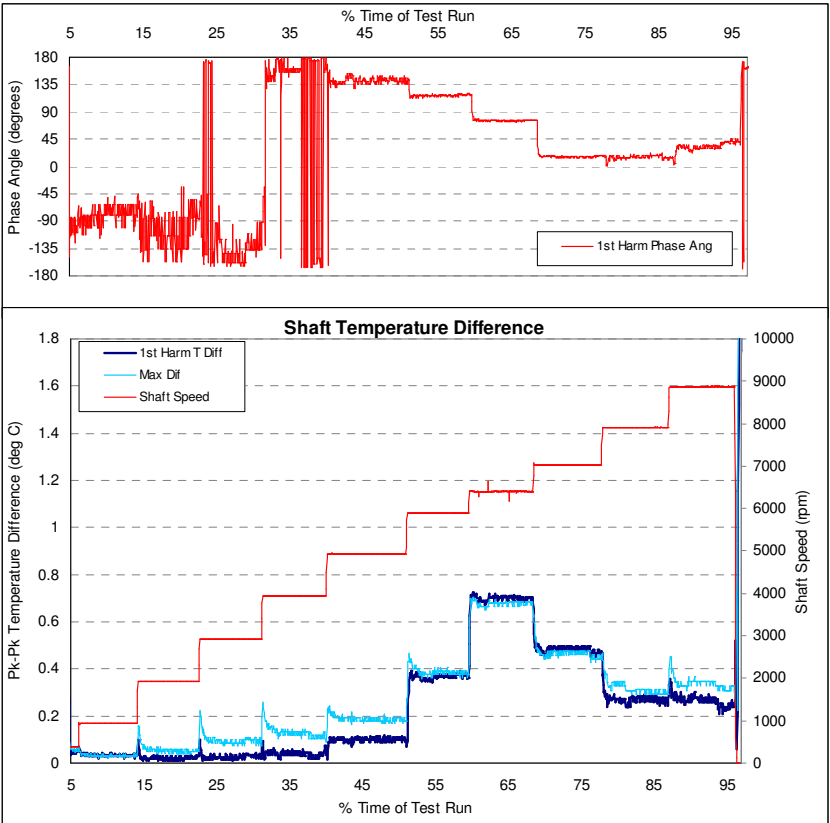 % Time of Test Run
5 15 25 35 45 55 65 75 85 95
180
135
90
45
0
-45
-90
-135
-180
Phase Angle (degrees)
1st Harm Phase Ang
Shaft Temperature Difference
1.8
1.6
1.4
1.2
1
0.8
0.6
0.4
0.2
0
Pk-Pk Temperature Difference (deg C)
1st Harm T Diff
Max Dif
Shaft Speed
10000
9000
8000
7000
6000
5000
4000
3000
2000
1000
0
Shaft Speed (rpm)
5 15 25 35 45 55 65 75 85 95
% Time of Test Run